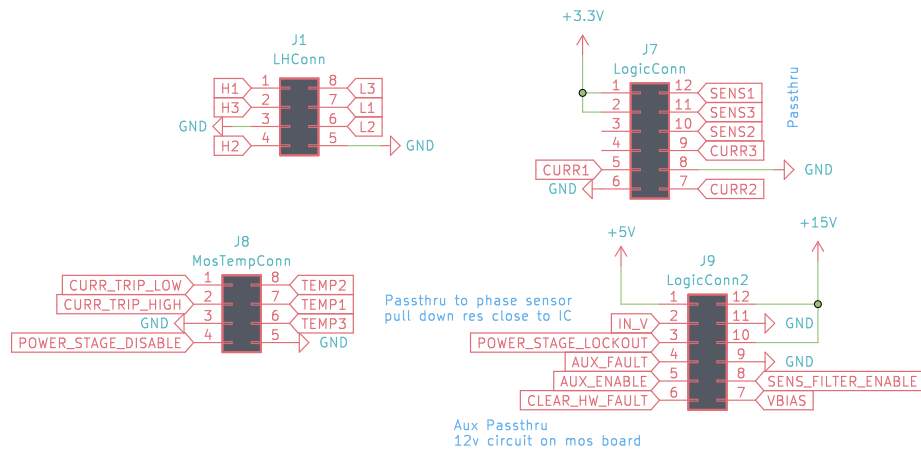 J1
LHConn
H1 1 8 L3
H3 2 7 L1
GND 3 6 L2
H2 4 5 GND
+3.3V
J7
LogicConn
1 12 SENS1
2 11 SENS3
3 10 SENS2
4 9 CURR3
CURR1 5 8 GND
GND 6 7 CURR2
Passthru
J8
MosTempConn
CURR_TRIP_LOW 1 8 TEMP2
CURR_TRIP_HIGH 2 7 TEMP1
GND 3 6 TEMP3
POWER_STAGE_DISABLE 4 5 GND
Passthru to phase sensor
pull down res close to IC
+5V
+15V
J9
LogicConn2
1 12
IN_V 2 11 GND
POWER_STAGE_LOCKOUT 3 10
AUX_FAULT 4 9 GND
AUX_ENABLE 5 8 SENS_FILTER_ENABLE
CLEAR_HW_FAULT 6 7 VBIAS
Aux Passthru
12v circuit on mos board